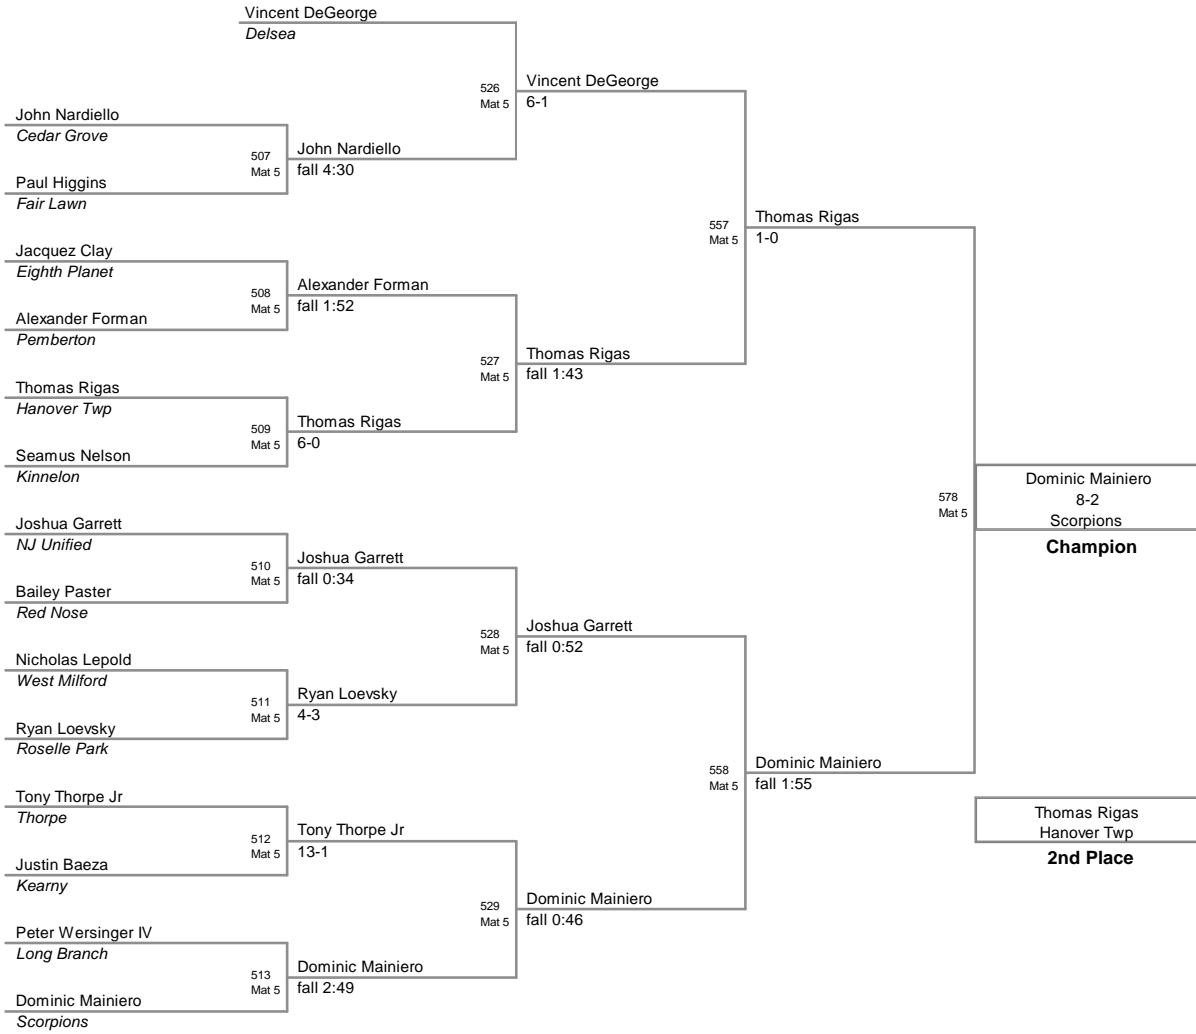 Vincent DeGeorge
Delsea
526
Mat 5
Vincent DeGeorge
6-1
John Nardiello
Cedar Grove
507
Mat 5
John Nardiello
fall 4:30
Paul Higgins
Fair Lawn
557
Mat 5
Thomas Rigas
1-0
Jacquez Clay
Eighth Planet
508
Mat 5
Alexander Forman
fall 1:52
Alexander Forman
Pemberton
527
Mat 5
Thomas Rigas
fall 1:43
Thomas Rigas
Hanover Twp
509
Mat 5
Thomas Rigas
6-0
Seamus Nelson
Kinnelon
578
Mat 5
Dominic Mainiero
8-2
Scorpions
Champion
Joshua Garrett
NJ Unified
510
Mat 5
Joshua Garrett
fall 0:34
Bailey Paster
Red Nose
528
Mat 5
Joshua Garrett
fall 0:52
Nicholas Lepold
West Milford
511
Mat 5
Ryan Loevsky
4-3
Ryan Loevsky
Roselle Park
558
Mat 5
Dominic Mainiero
fall 1:55
Tony Thorpe Jr
Thorpe
512
Mat 5
Tony Thorpe Jr
13-1
Thomas Rigas
Hanover Twp
2nd Place
Justin Baeza
Kearny
529
Mat 5
Dominic Mainiero
fall 0:46
Peter Wersinger IV
Long Branch
513
Mat 5
Dominic Mainiero
fall 2:49
Dominic Mainiero
Scorpions